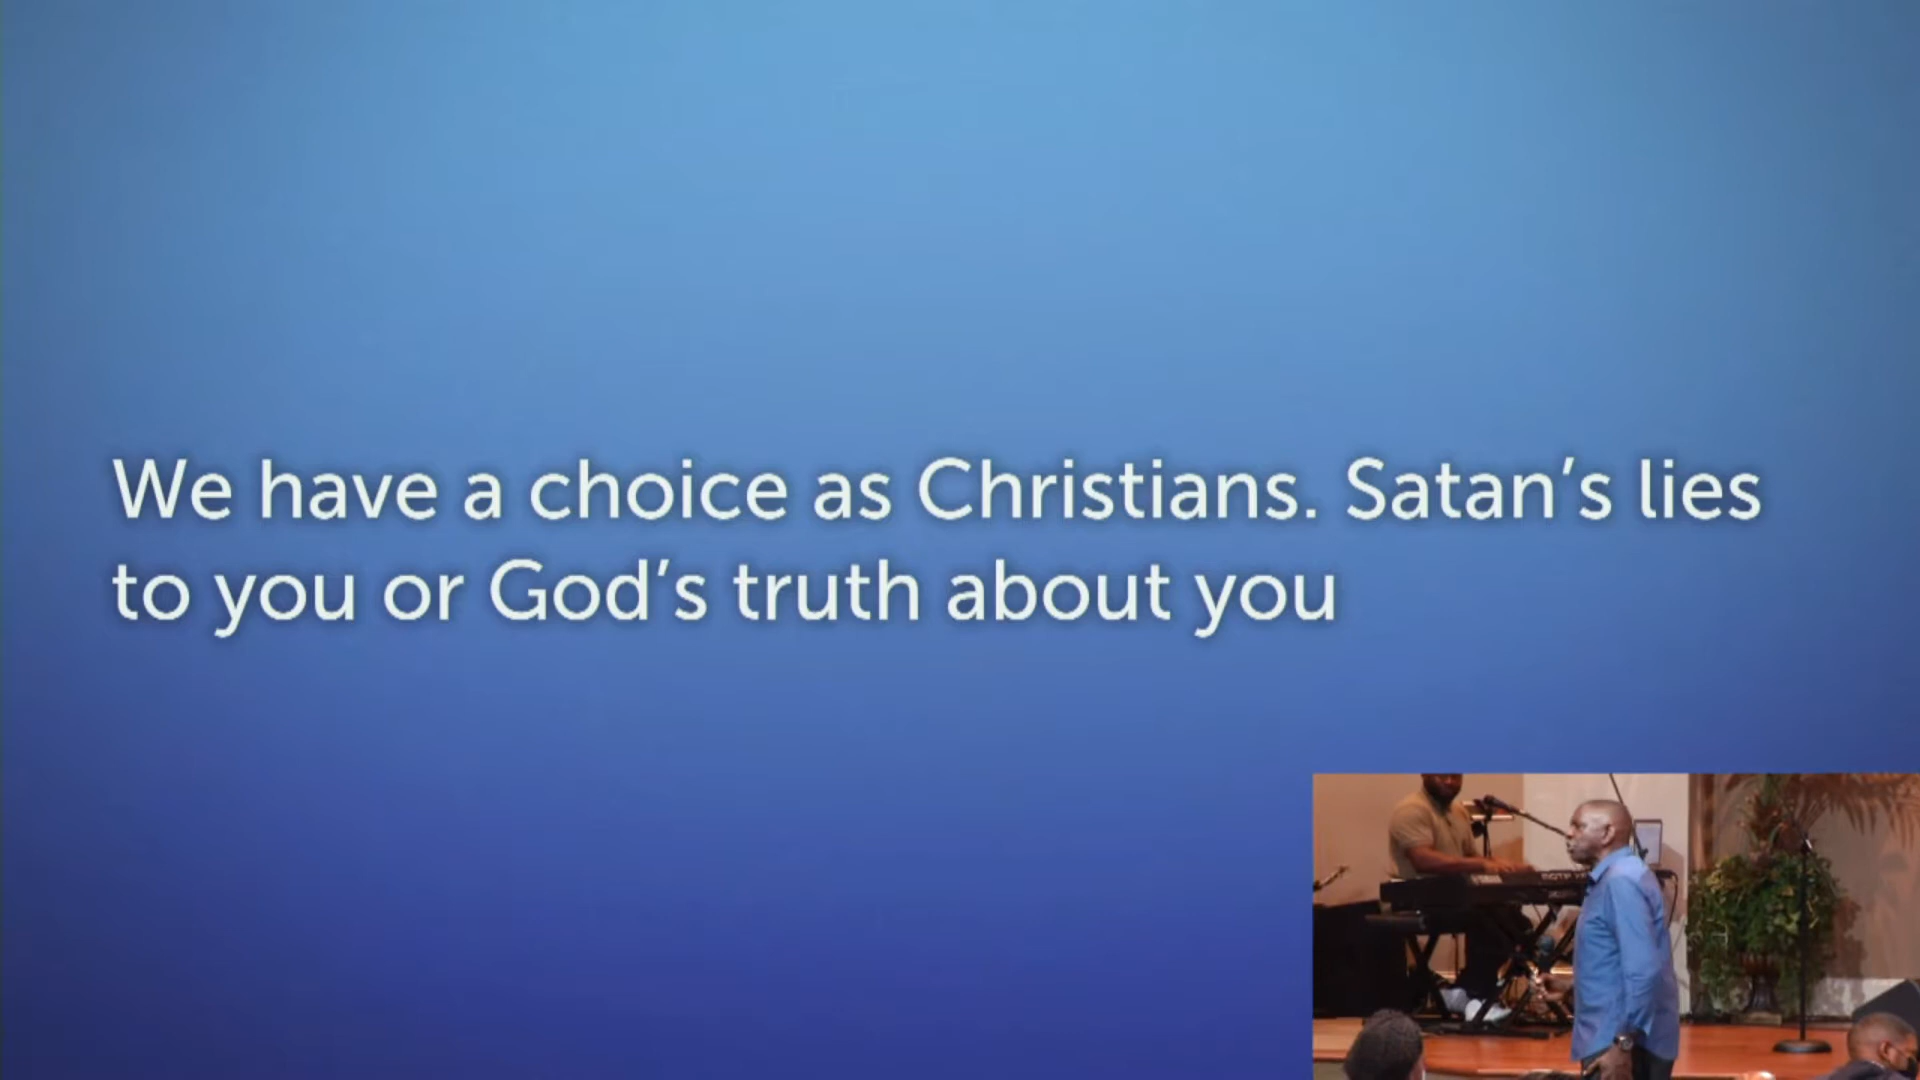 We have a choice as Christians. Satan’s lies
to you or God’s truth about you